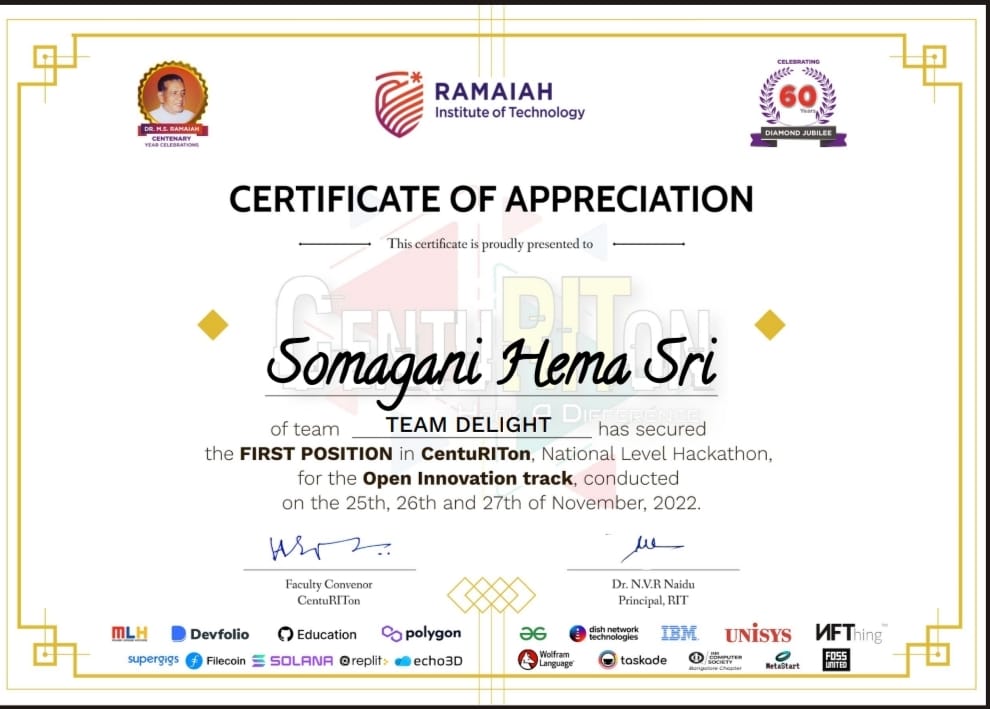 DR. M.S. RAMAIAH
CENTENARY
YEAR CELEBRATIONS
RAMAIAH
Institute of Technology
CELEBRATING
60
Years
DIAMOND JUBILEE
CERTIFICATE OF APPRECIATION
This certificate is proudly presented to
CENTURITON
Somagani Hema Sri
HACK A DIFFERENCE
of team TEAM DELIGHT has secured
the FIRST POSITION in CentuRITon, National Level Hackathon,
for the Open Innovation track, conducted
on the 25th, 26th and 27th of November, 2022.
Faculty Convenor
CentuRITon
Dr. N.V.R Naidu
Principal, RIT
MLH Devfolio Education polygon
supergigs Filecoin SOLANA replit echo3D
dish network
technologies
IBM UNISYS NFThing
Wolfram
Language
taskade
COMPUTER
SOCIETY
Bangalore Chapter
MetaStart
FOSS
UNITED